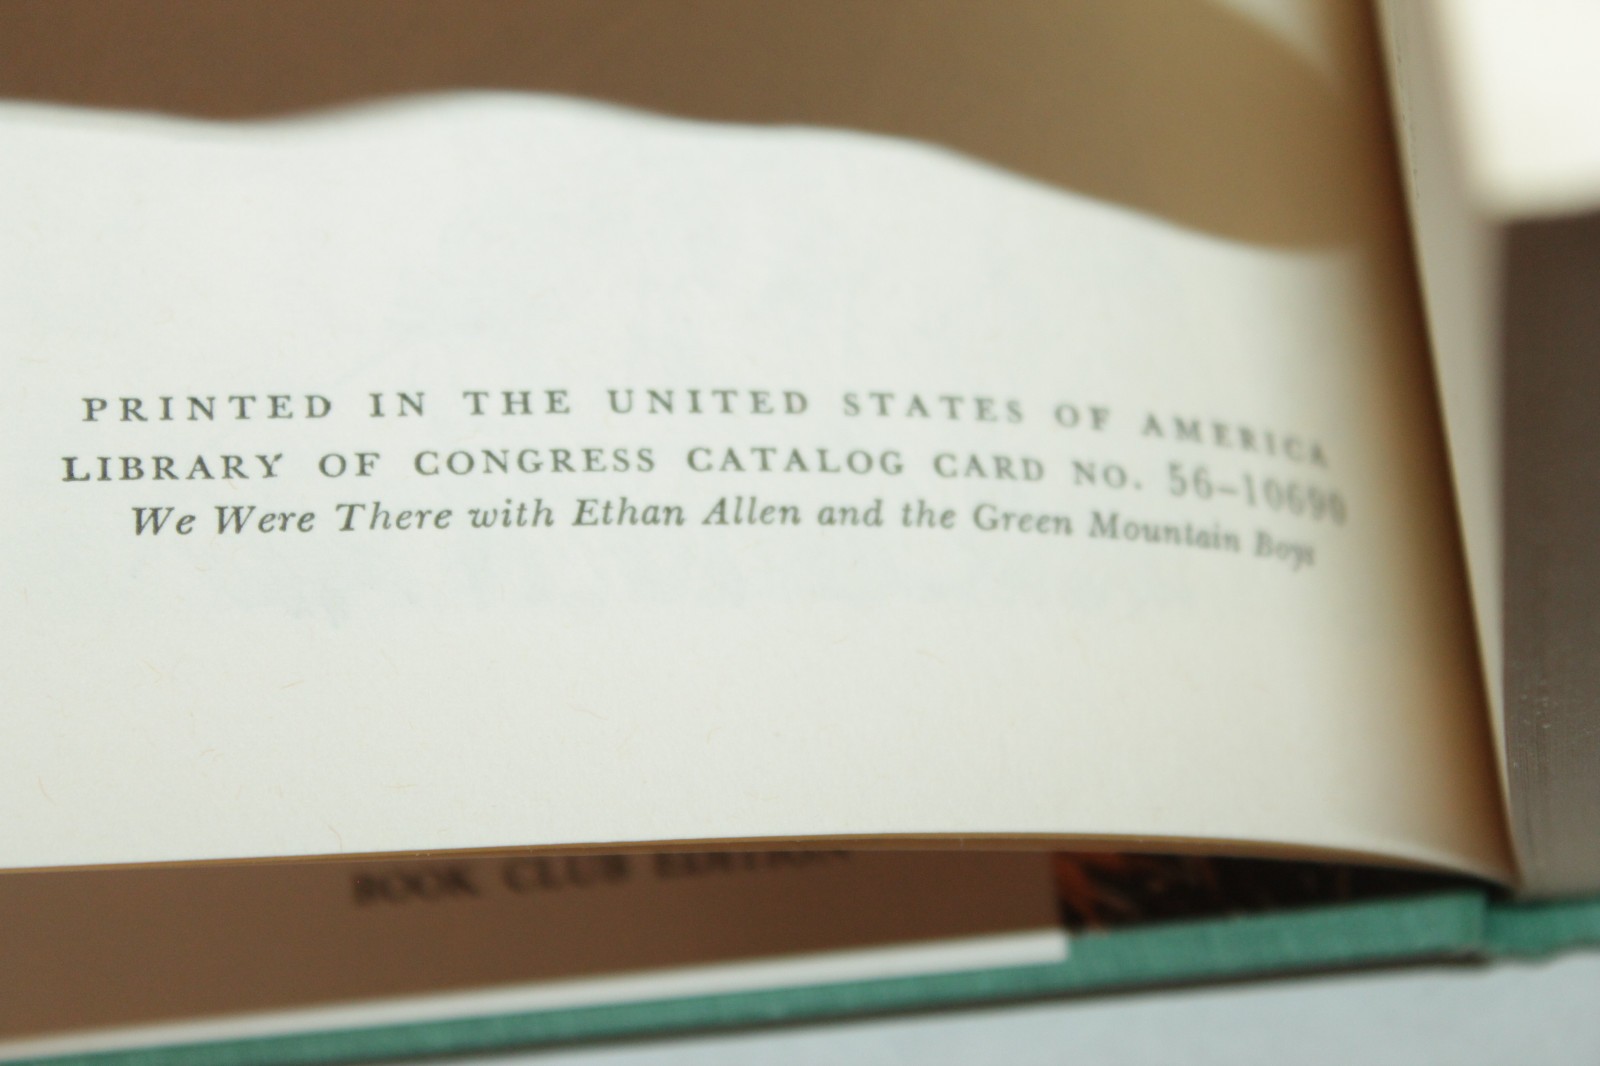 PRINTED IN THE UNITED STATES OF AMERICA
LIBRARY OF CONGRESS CATALOG CARD NO. 56–10690
We Were There with Ethan Allen and the Green Mountain Boys
BOOK CLUB EDITION